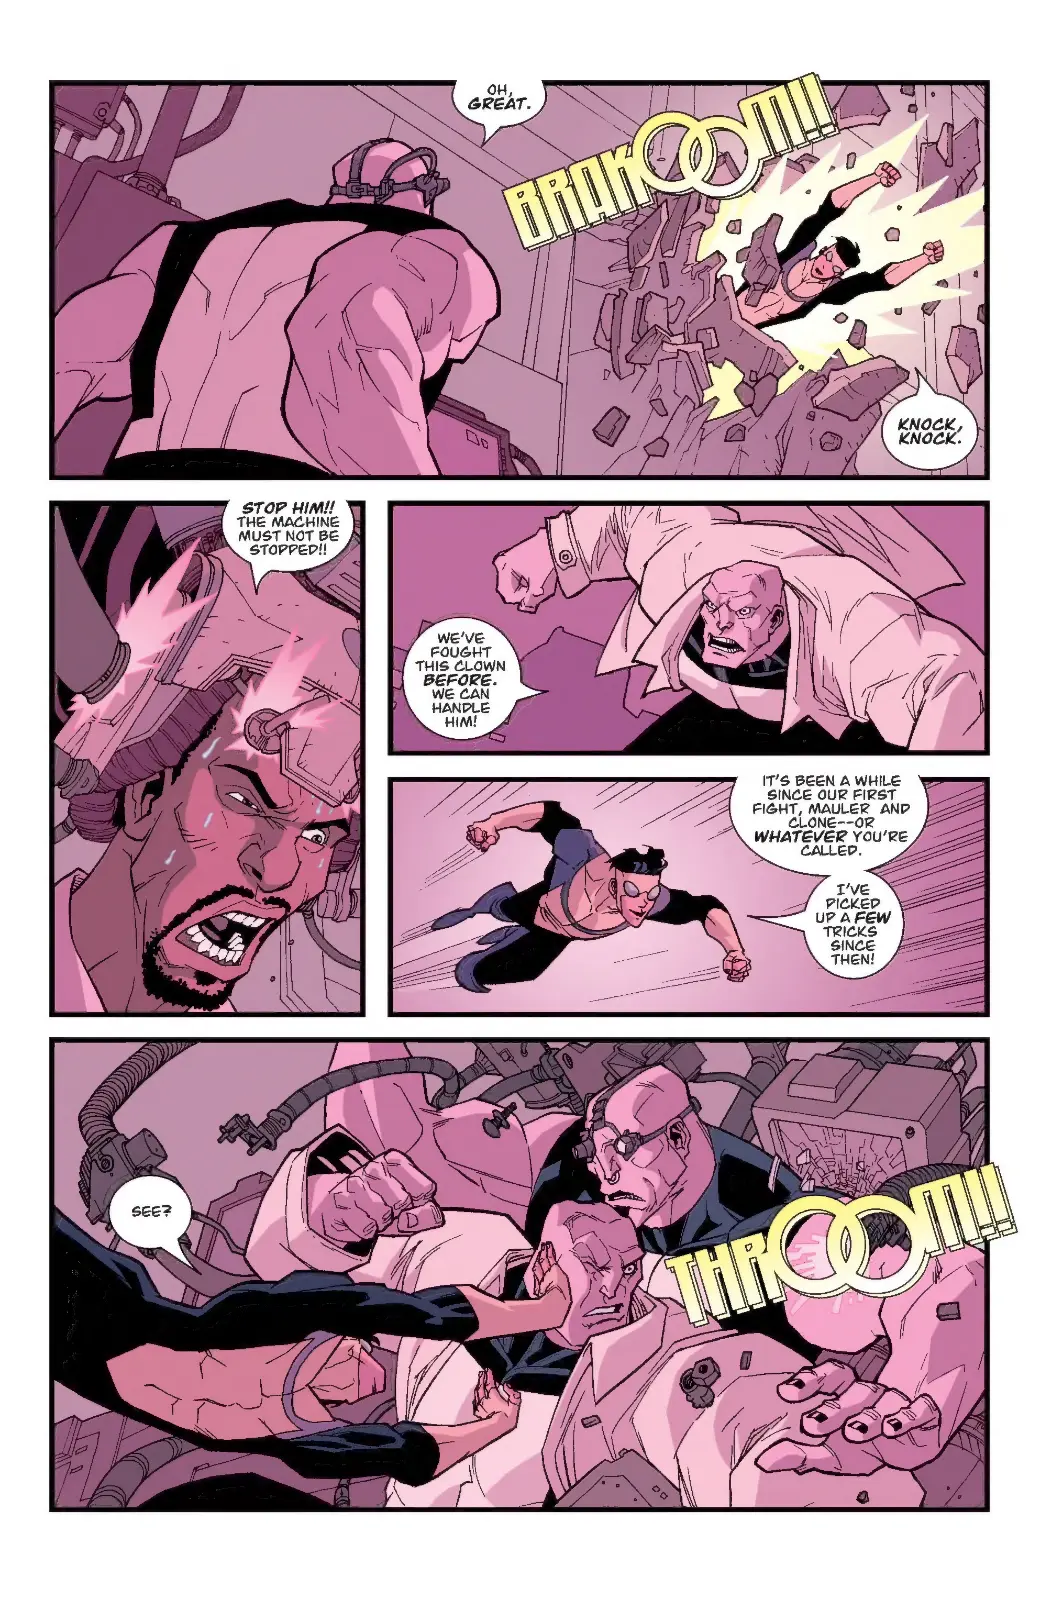 OH,
GREAT.
BRAKOOOM!!
KNOCK,
KNOCK.
STOP HIM!!
THE MACHINE
MUST NOT BE
STOPPED!!
WE'VE
FOUGHT
THIS CLOWN
BEFORE.
WE CAN
HANDLE
HIM!
IT'S BEEN A WHILE
SINCE OUR FIRST
FIGHT, MAULER AND
CLONE--OR
WHATEVER YOU'RE
CALLED.
I'VE
PICKED
UP A FEW
TRICKS
SINCE
THEN!
SEE?
THROOOM!!